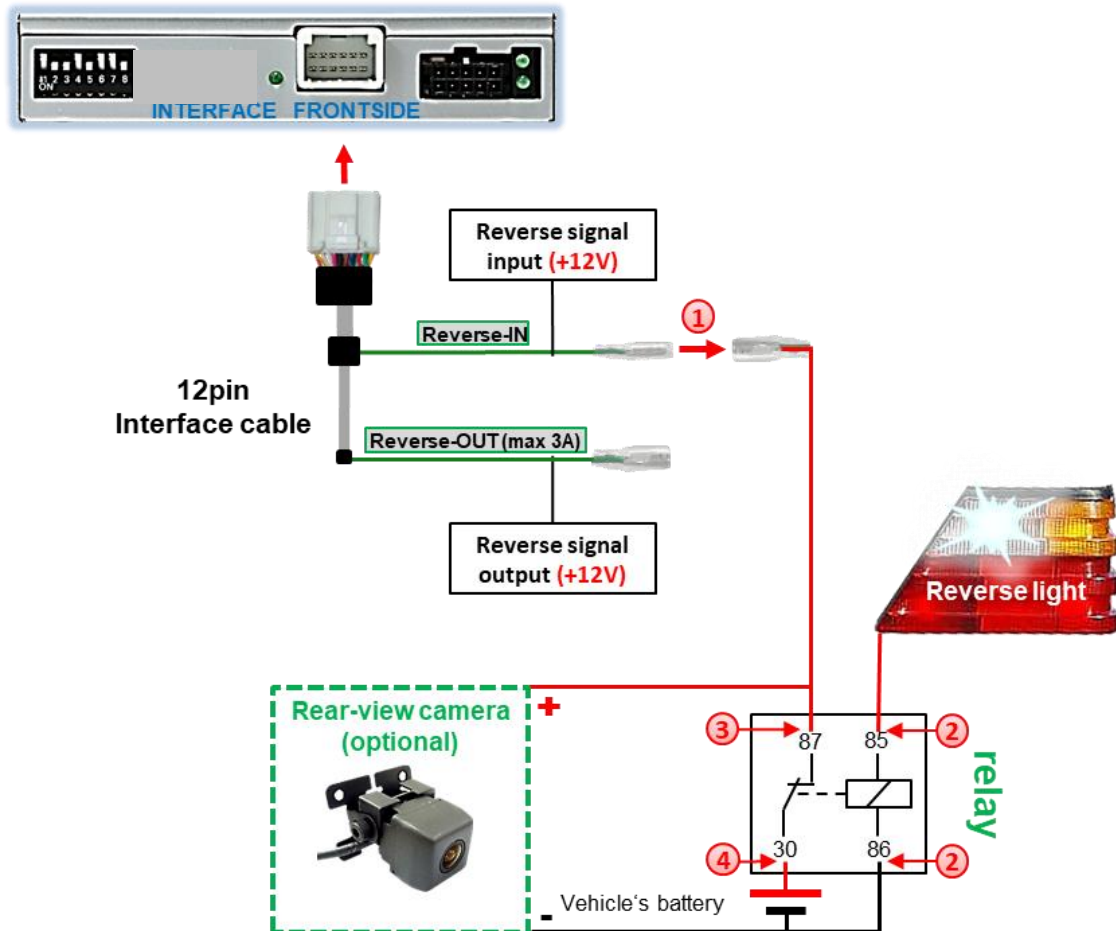 1 2 3 4 5 6 7 8
ON
INTERFACE FRONTSIDE
Reverse signal
input (+12V)
1
Reverse-IN
12pin
Interface cable
Reverse-OUT (max 3A)
Reverse signal
output (+12V)
Reverse light
Rear-view camera
(optional)
+
3
87
85
2
relay
4
30
86
2
Vehicle's battery
-